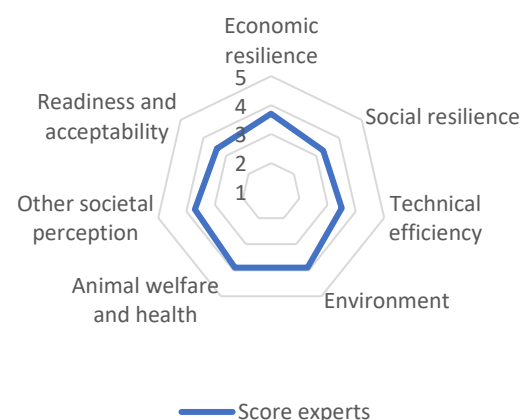 Economic
resilience
5
4
3
2
1
Readiness and
acceptability
Social resilience
Other societal
perception
Technical
efficiency
Animal welfare
and health
Environment
Score experts